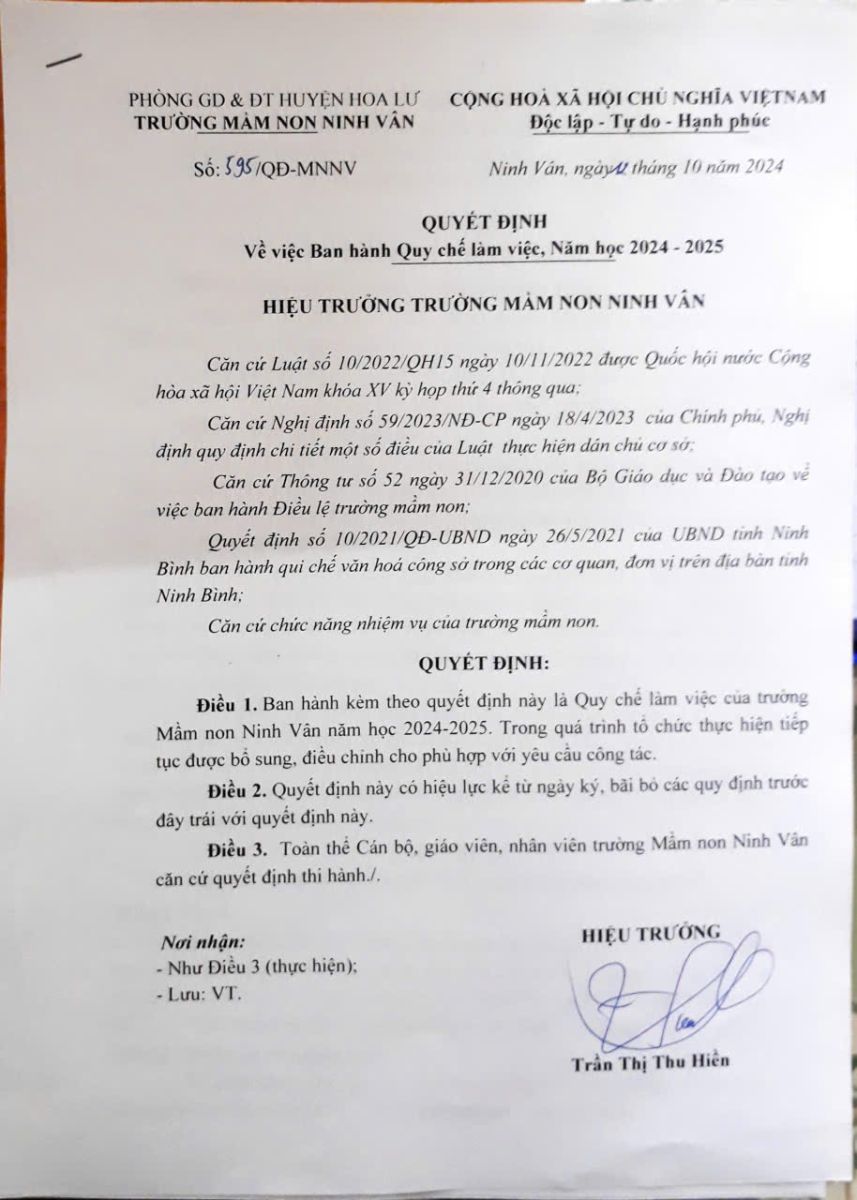 PHÒNG GD & ĐT HUYỆN HOA LƯ
TRƯỜNG MẦM NON NINH VÂN
CỘNG HOÀ XÃ HỘI CHỦ NGHĨA VIỆTNAM
Độc lập - Tự do - Hạnh phúc
Số: 595/QĐ-MNNV
Ninh Vân, ngày tháng 10 năm 2024
QUYẾT ĐỊNH
Về việc Ban hành Quy chế làm việc, Năm học 2024 - 2025
HIỆU TRƯỞNG TRƯỜNG MẦM NON NINH VÂN
Căn cứ Luật số 10/2022/QH15 ngày 10/11/2022 được Quốc hội nước Cộng
hòa xã hội Việt Nam khóa XV kỳ họp thứ 4 thông qua;
Căn cứ Nghị định số 59/2023/NĐ-CP ngày 18/4/2023 của Chính phủ, Nghị
định quy định chi tiết một số điều của Luật thực hiện dân chủ cơ sở;
Căn cứ Thông tư số 52 ngày 31/12/2020 của Bộ Giáo dục và Đào tạo về
việc ban hành Điều lệ trường mầm non;
Quyết định số 10/2021/QĐ-UBND ngày 26/5/2021 của UBND tỉnh Ninh
Bình ban hành qui chế văn hoá công sở trong các cơ quan, đơn vị trên địa bàn tỉnh
Ninh Bình;
Căn cứ chức năng nhiệm vụ của trường mầm non.
QUYẾT ĐỊNH:
Điều 1. Ban hành kèm theo quyết định này là Quy chế làm việc của trường
Mầm non Ninh Vân năm học 2024-2025. Trong quá trình tổ chức thực hiện tiếp
tục được bổ sung, điều chỉnh cho phù hợp với yêu cầu công tác.
Điều 2. Quyết định này có hiệu lực kể từ ngày ký, bãi bỏ các quy định trước
đây trái với quyết định này.
Điều 3. Toàn thể Cán bộ, giáo viên, nhân viên trường Mầm non Ninh Vân
căn cứ quyết định thi hành./.
Nơi nhận:
- Như Điều 3 (thực hiện);
- Lưu: VT.
HIỆU TRƯỞNG
Trần Thị Thu Hiền